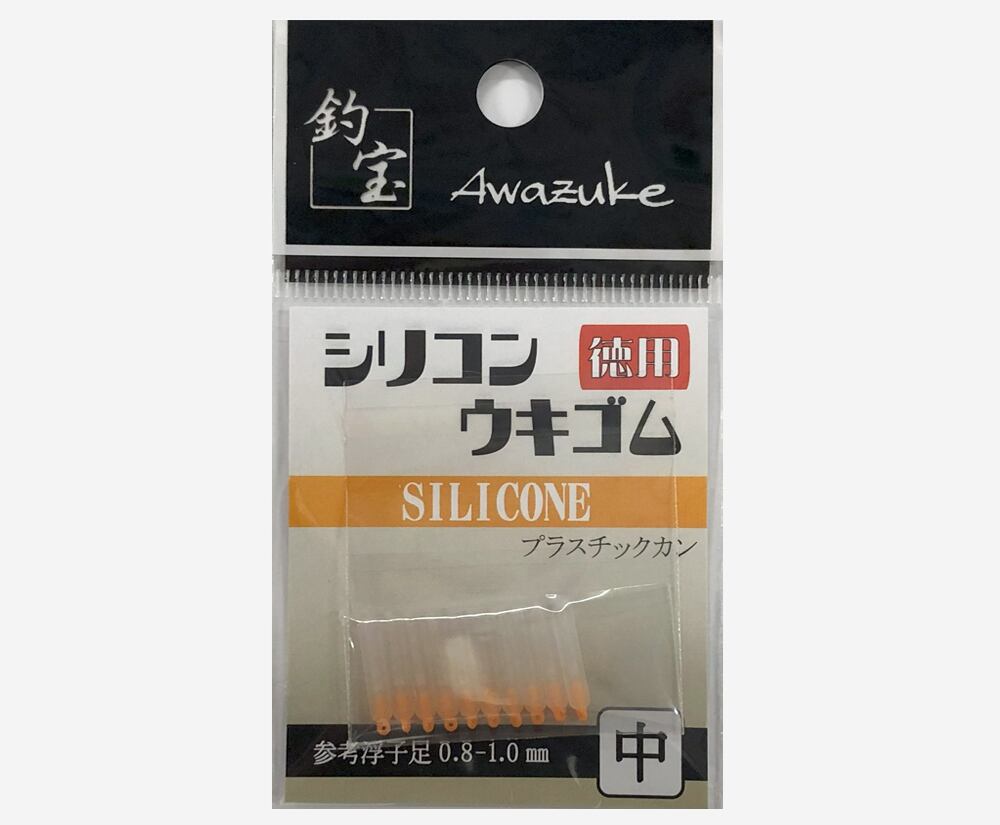 釣宝
Awazuke
シリコン 徳用
ウキゴム
SILICONE
プラスチックカン
参考浮子足 0.8-1.0 mm
中